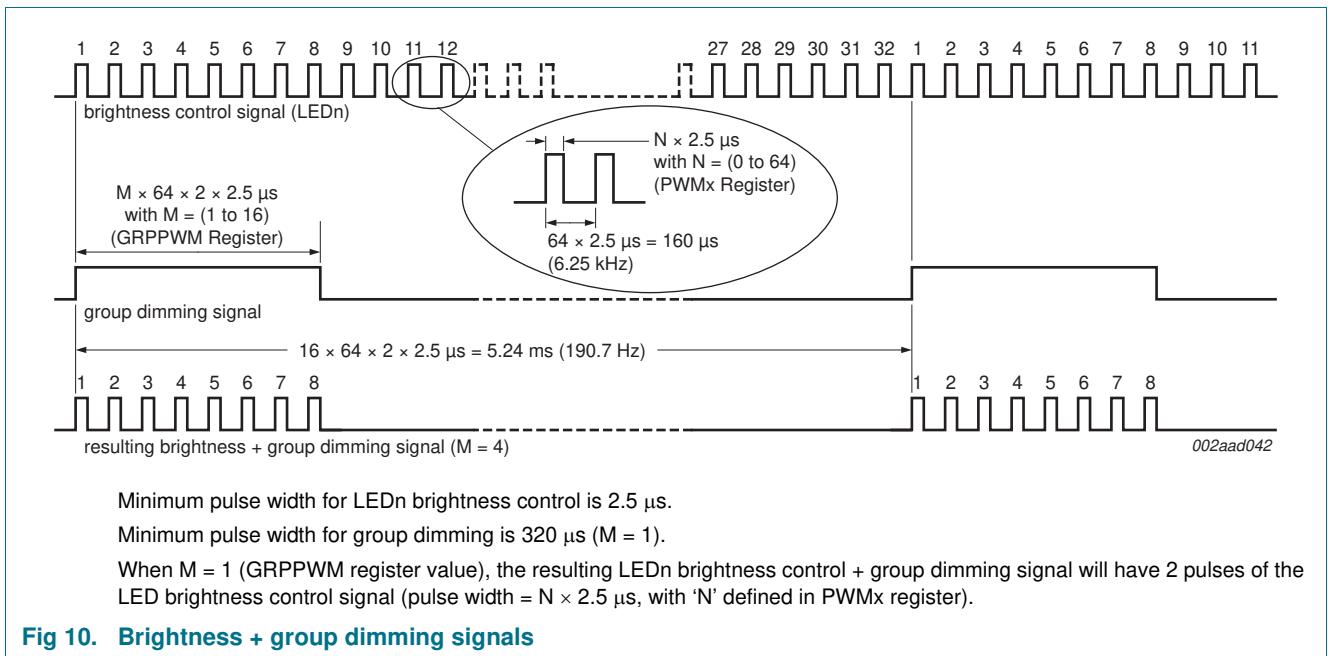 1 2 3 4 5 6 7 8 9 10 11 12 27 28 29 30 31 32 1 2 3 4 5 6 7 8 9 10 11
brightness control signal (LEDn)
N × 2.5 μs
with N = (0 to 64)
(PWMx Register)
64 × 2.5 μs = 160 μs
(6.25 kHz)
M × 64 × 2 × 2.5 μs
with M = (1 to 16)
(GRPPWM Register)
group dimming signal
16 × 64 × 2 × 2.5 μs = 5.24 ms (190.7 Hz)
1 2 3 4 5 6 7 8 1 2 3 4 5 6 7 8
resulting brightness + group dimming signal (M = 4)
002aad042
Minimum pulse width for LEDn brightness control is 2.5 μs.
Minimum pulse width for group dimming is 320 μs (M = 1).
When M = 1 (GRPPWM register value), the resulting LEDn brightness control + group dimming signal will have 2 pulses of the
LED brightness control signal (pulse width = N × 2.5 μs, with ‘N’ defined in PWMx register).
Fig 10. Brightness + group dimming signals